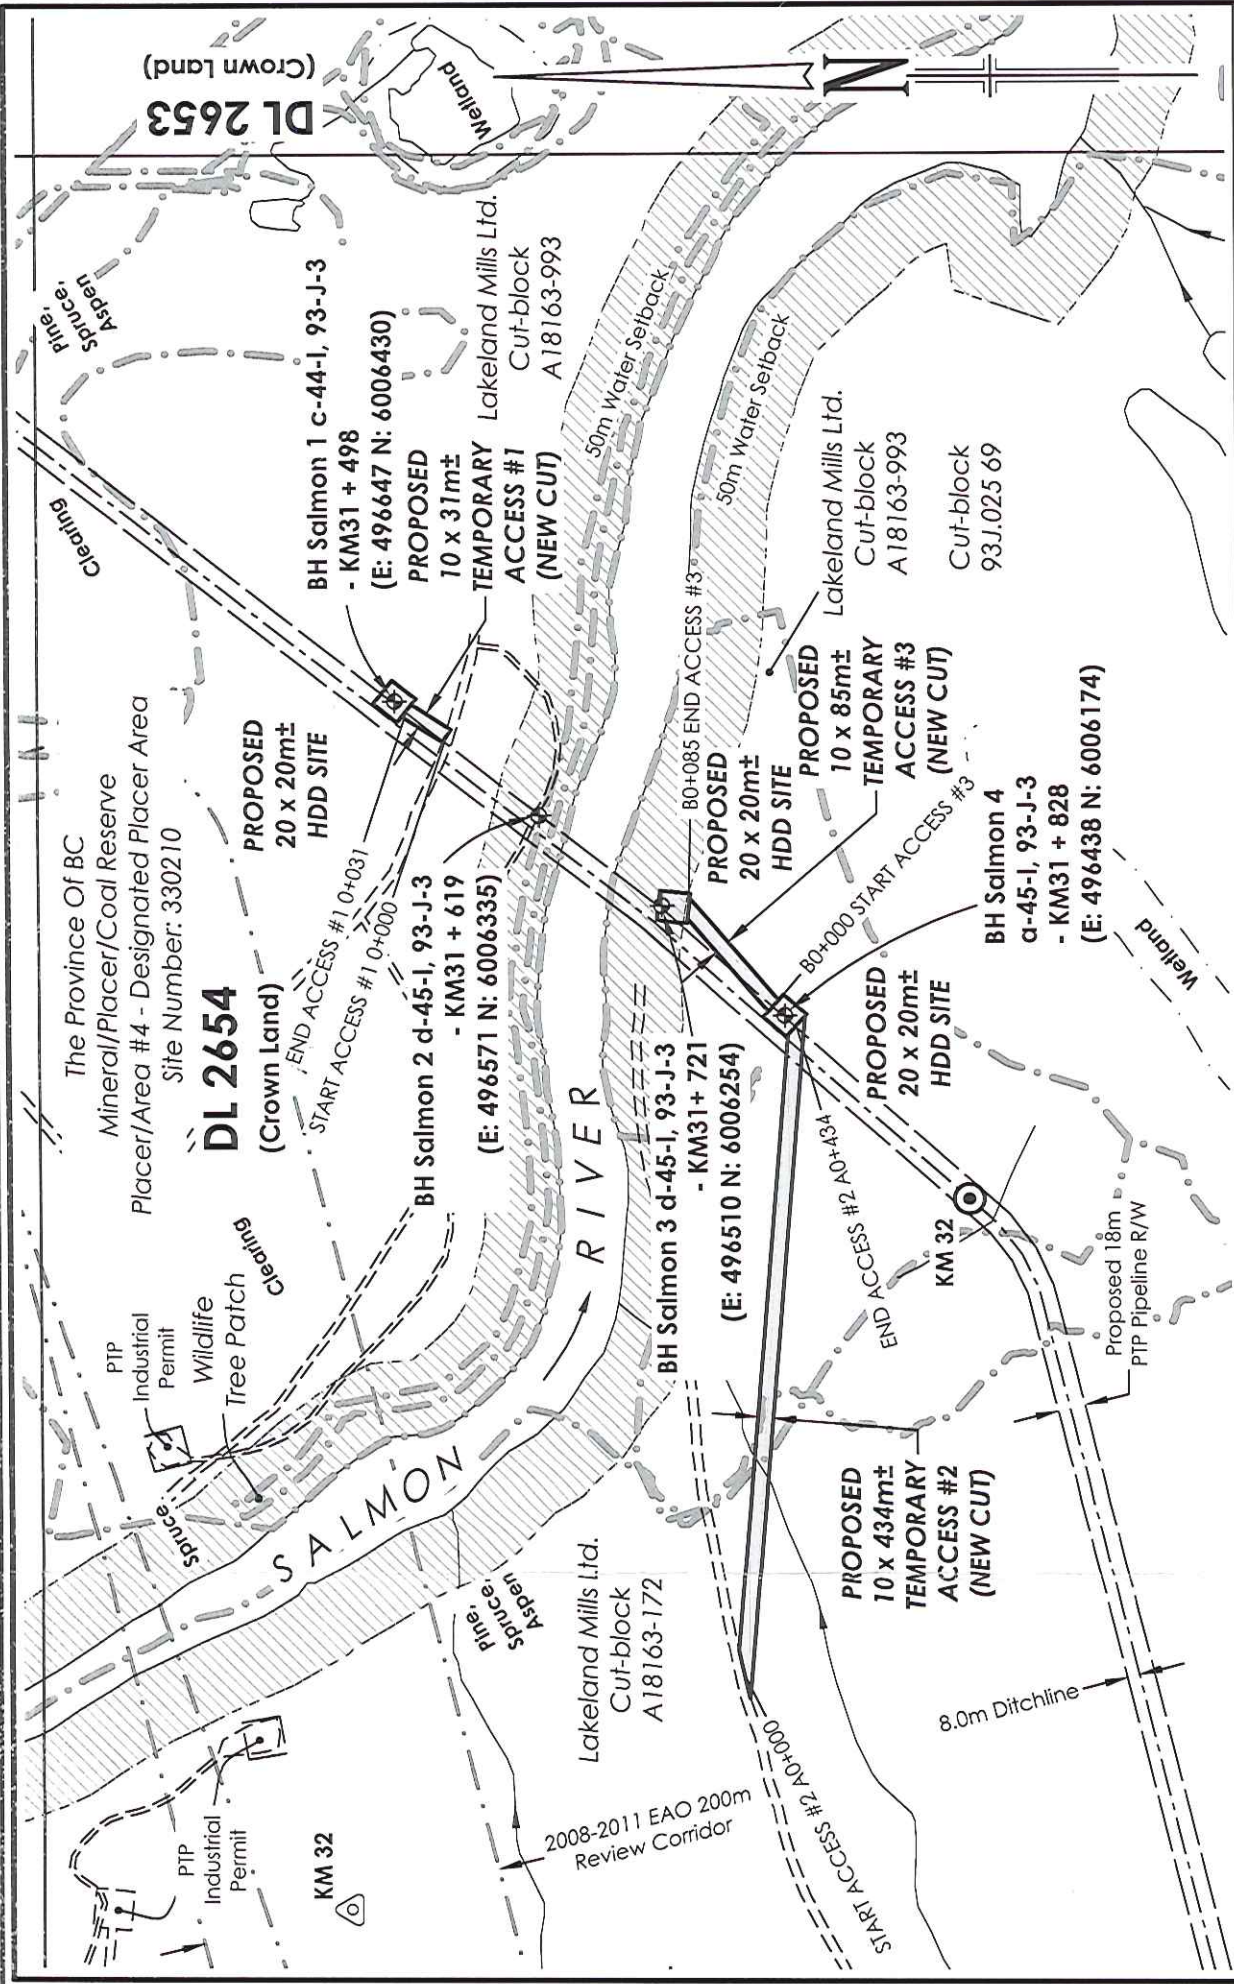 The Province Of BC
Mineral/Placer/Coal Reserve
Placer/Area #4 - Designated Placer Area
Site Number: 330210
DL 2654
(Crown Land)
DL 2653
(Crown Land)
Wetland
Pine,
Spruce,
Aspen
Clearing
PTP
Industrial
Permit
Wildlife
Tree Patch
Clearing
Spruce
PTP
Industrial
Permit
KM 32
PROPOSED
20 x 20m±
HDD SITE
BH Salmon 1 c-44-I, 93-J-3
- KM31 + 498
(E: 496647 N: 6006430)
PROPOSED
10 x 31m±
TEMPORARY
ACCESS #1
(NEW CUT)
Lakeland Mills Ltd.
Cut-block
A18163-993
END ACCESS #1 0+031
START ACCESS #1 0+000
BH Salmon 2 d-45-I, 93-J-3
- KM31 + 619
(E: 496571 N: 6006335)
SALMON
RIVER
50m Water Setback
50m Water Setback
BH Salmon 3 d-45-I, 93-J-3
- KM31+ 721
(E: 496510 N: 6006254)
B0+085 END ACCESS #3
PROPOSED
20 x 20m±
HDD SITE
PROPOSED
10 x 85m±
TEMPORARY
ACCESS #3
(NEW CUT)
Lakeland Mills Ltd.
Cut-block
A18163-993
Cut-block
93J.025 69
B0+000 START ACCESS #3
BH Salmon 4
a-45-I, 93-J-3
- KM31 + 828
(E: 496438 N: 6006174)
PROPOSED
20 x 20m±
HDD SITE
Wetland
END ACCESS #2 A0+434
KM 32
Proposed 18m
PTP Pipeline R/W
Pine,
Spruce,
Aspen
Lakeland Mills Ltd.
Cut-block
A18163-172
PROPOSED
10 x 434m±
TEMPORARY
ACCESS #2
(NEW CUT)
2008-2011 EAO 200m
Review Corridor
START ACCESS #2 A0+000
8.0m Ditchline
N